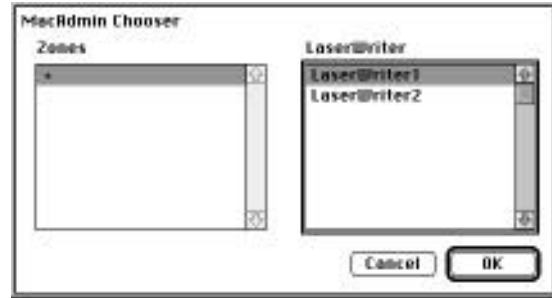 MacAdmin Chooser
Zones
*
LaserWriter
LaserWriter1
LaserWriter2
Cancel
OK